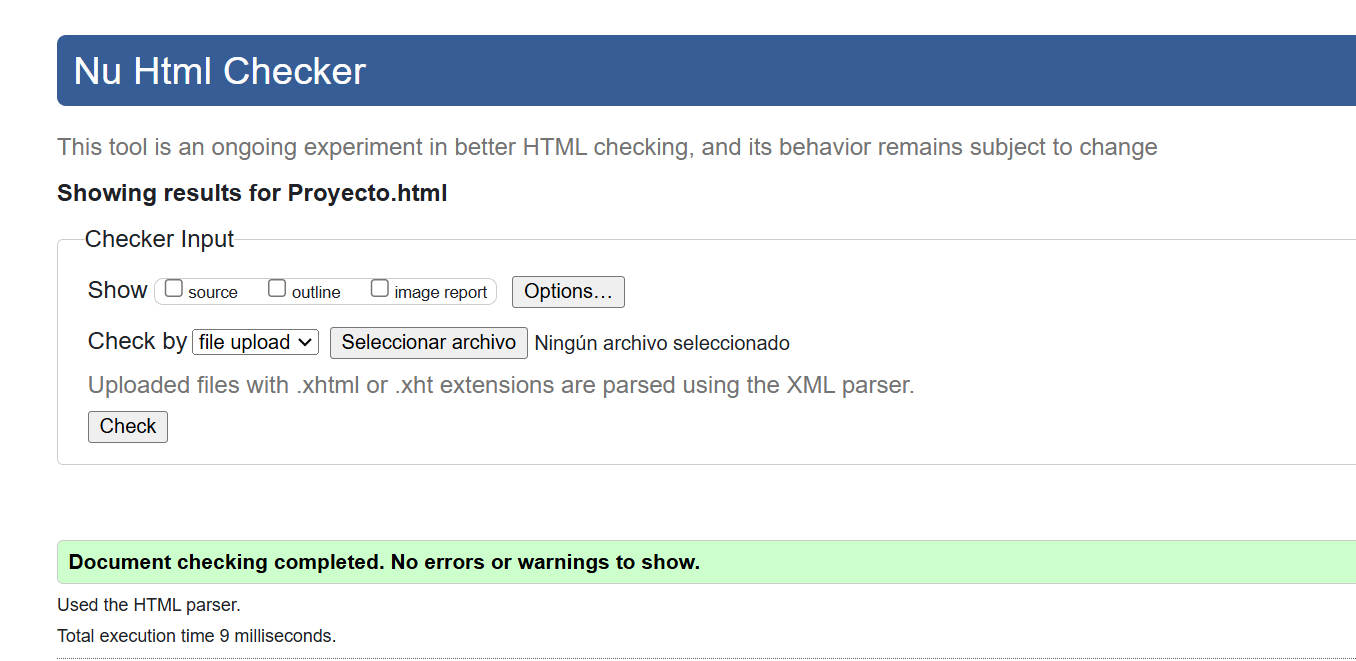 Nu Html Checker
This tool is an ongoing experiment in better HTML checking, and its behavior remains subject to change
Showing results for Proyecto.html
Checker Input
Show source outline image report Options…
Check by file upload Seleccionar archivo Ningún archivo seleccionado
Uploaded files with .xhtml or .xht extensions are parsed using the XML parser.
Check
Document checking completed. No errors or warnings to show.
Used the HTML parser.
Total execution time 9 milliseconds.